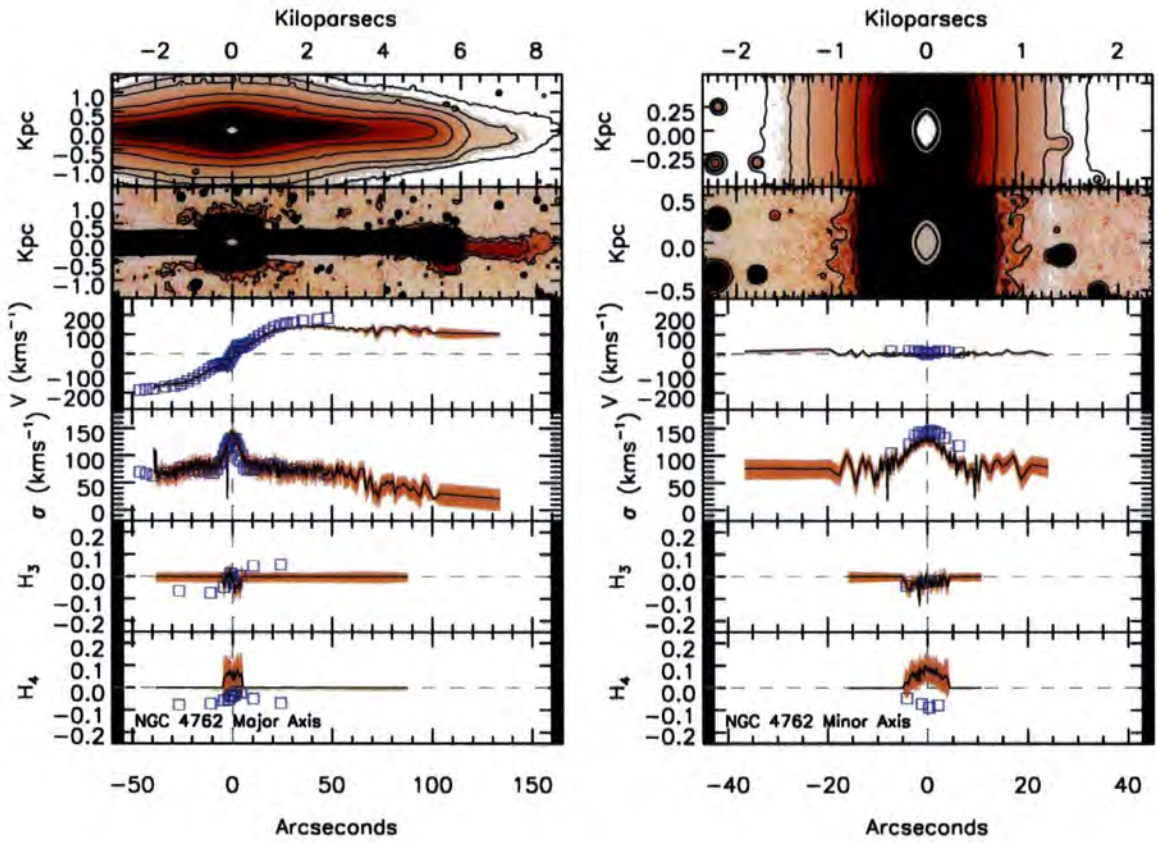 Kiloparsecs
−2 0 2 4 6 8
Kpc
1.0
0.5
0.0
−0.5
−1.0
Kpc
1.0
0.5
0.0
−0.5
−1.0
V (kms⁻¹)
200
100
0
−100
−200
σ (kms⁻¹)
150
100
50
0
H₃
0.2
0.1
0.0
−0.1
−0.2
H₄
0.2
0.1
0.0
−0.1
−0.2
NGC 4762 Major Axis
−50 0 50 100 150
Arcseconds
Kiloparsecs
−2 −1 0 1 2
Kpc
0.25
0.00
−0.25
Kpc
0.5
0.0
−0.5
V (kms⁻¹)
200
100
0
−100
−200
σ (kms⁻¹)
150
100
50
0
H₃
0.2
0.1
0.0
−0.1
−0.2
H₄
0.2
0.1
0.0
−0.1
−0.2
NGC 4762 Minor Axis
−40 −20 0 20 40
Arcseconds